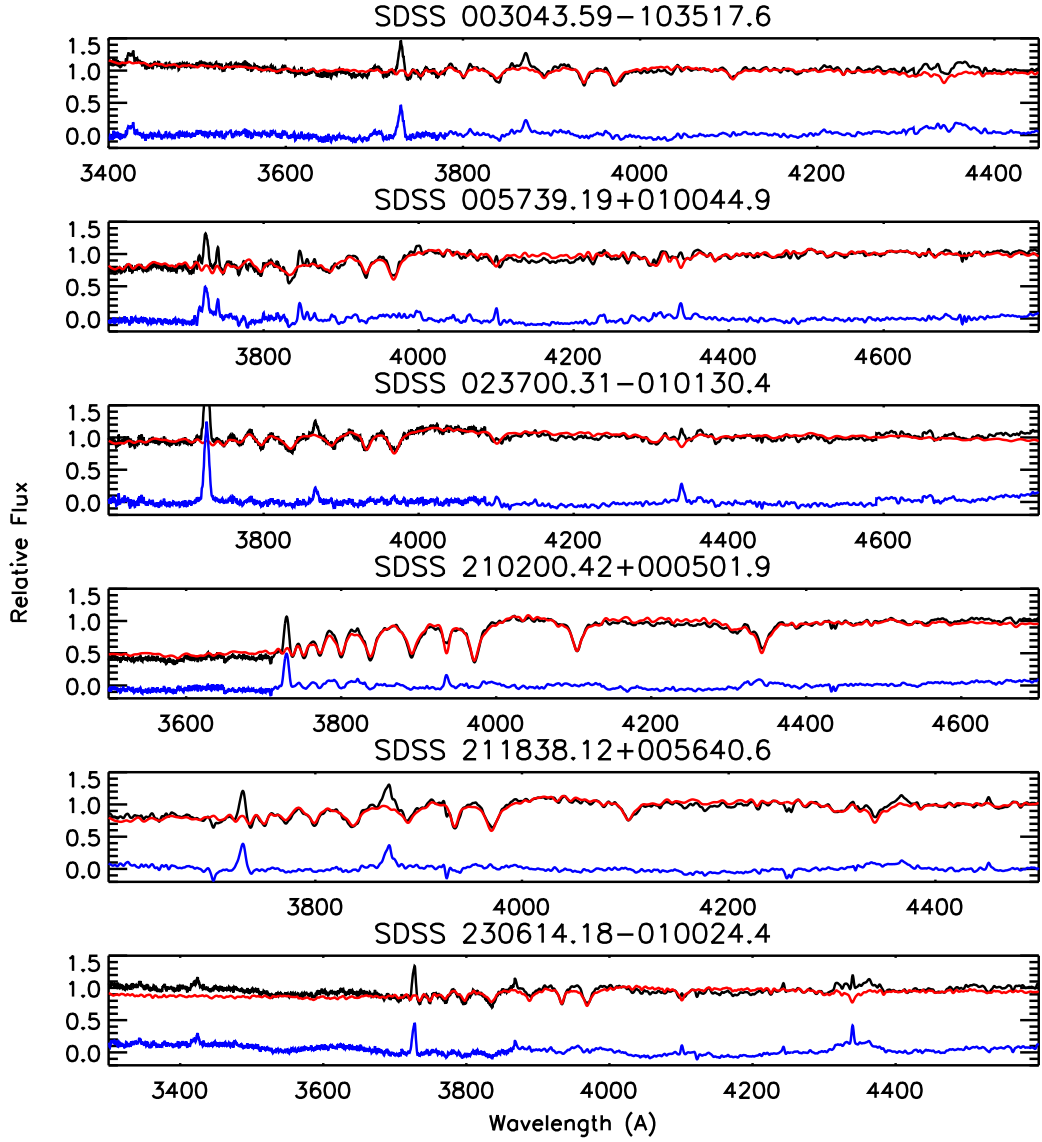 SDSS 003043.59−103517.6
1.5
1.0
0.5
0.0
3400 3600 3800 4000 4200 4400
SDSS 005739.19+010044.9
1.5
1.0
0.5
0.0
3800 4000 4200 4400 4600
SDSS 023700.31−010130.4
1.5
1.0
0.5
0.0
3800 4000 4200 4400 4600
Relative Flux
SDSS 210200.42+000501.9
1.5
1.0
0.5
0.0
3600 3800 4000 4200 4400 4600
SDSS 211838.12+005640.6
1.5
1.0
0.5
0.0
3800 4000 4200 4400
SDSS 230614.18−010024.4
1.5
1.0
0.5
0.0
3400 3600 3800 4000 4200 4400
Wavelength (A)